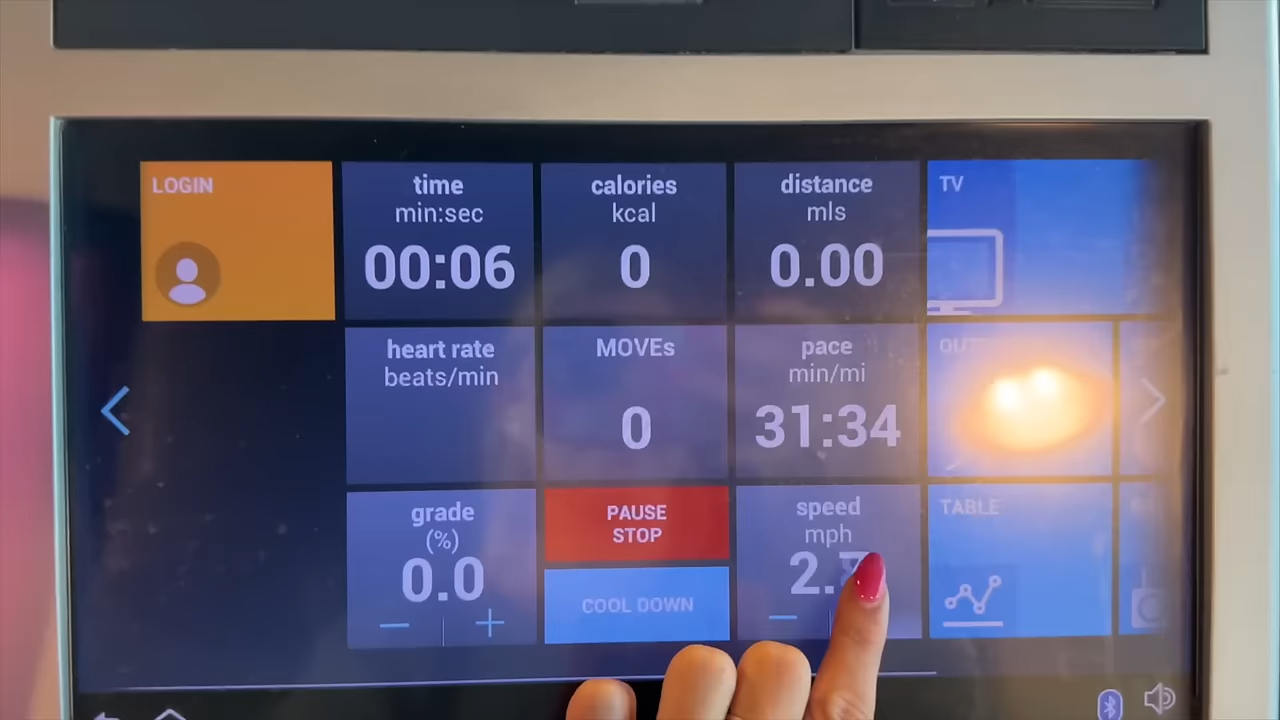 LOGIN
time
min:sec
00:06
calories
kcal
0
distance
mls
0.00
TV
heart rate
beats/min
MOVEs
0
pace
min/mi
31:34
grade
(%)
0.0
PAUSE
STOP
COOL DOWN
speed
mph
TABLE